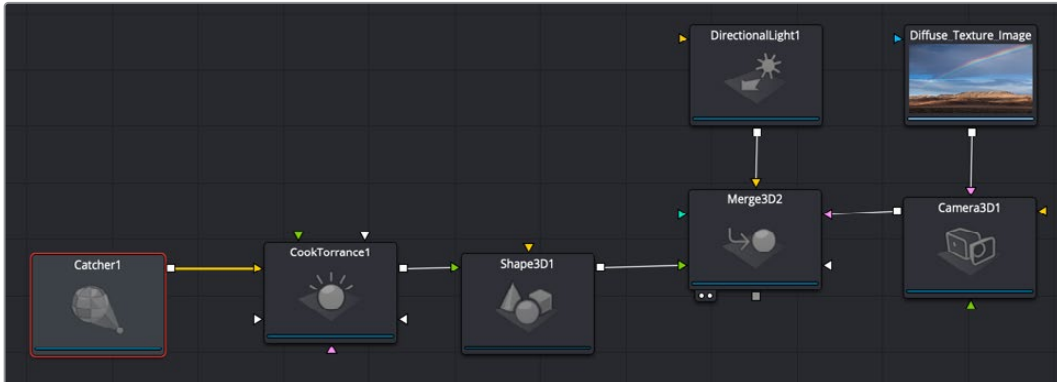 DirectionalLight1
Diffuse_Texture_Image
Merge3D2
Camera3D1
CookTorrance1
Catcher1
Shape3D1